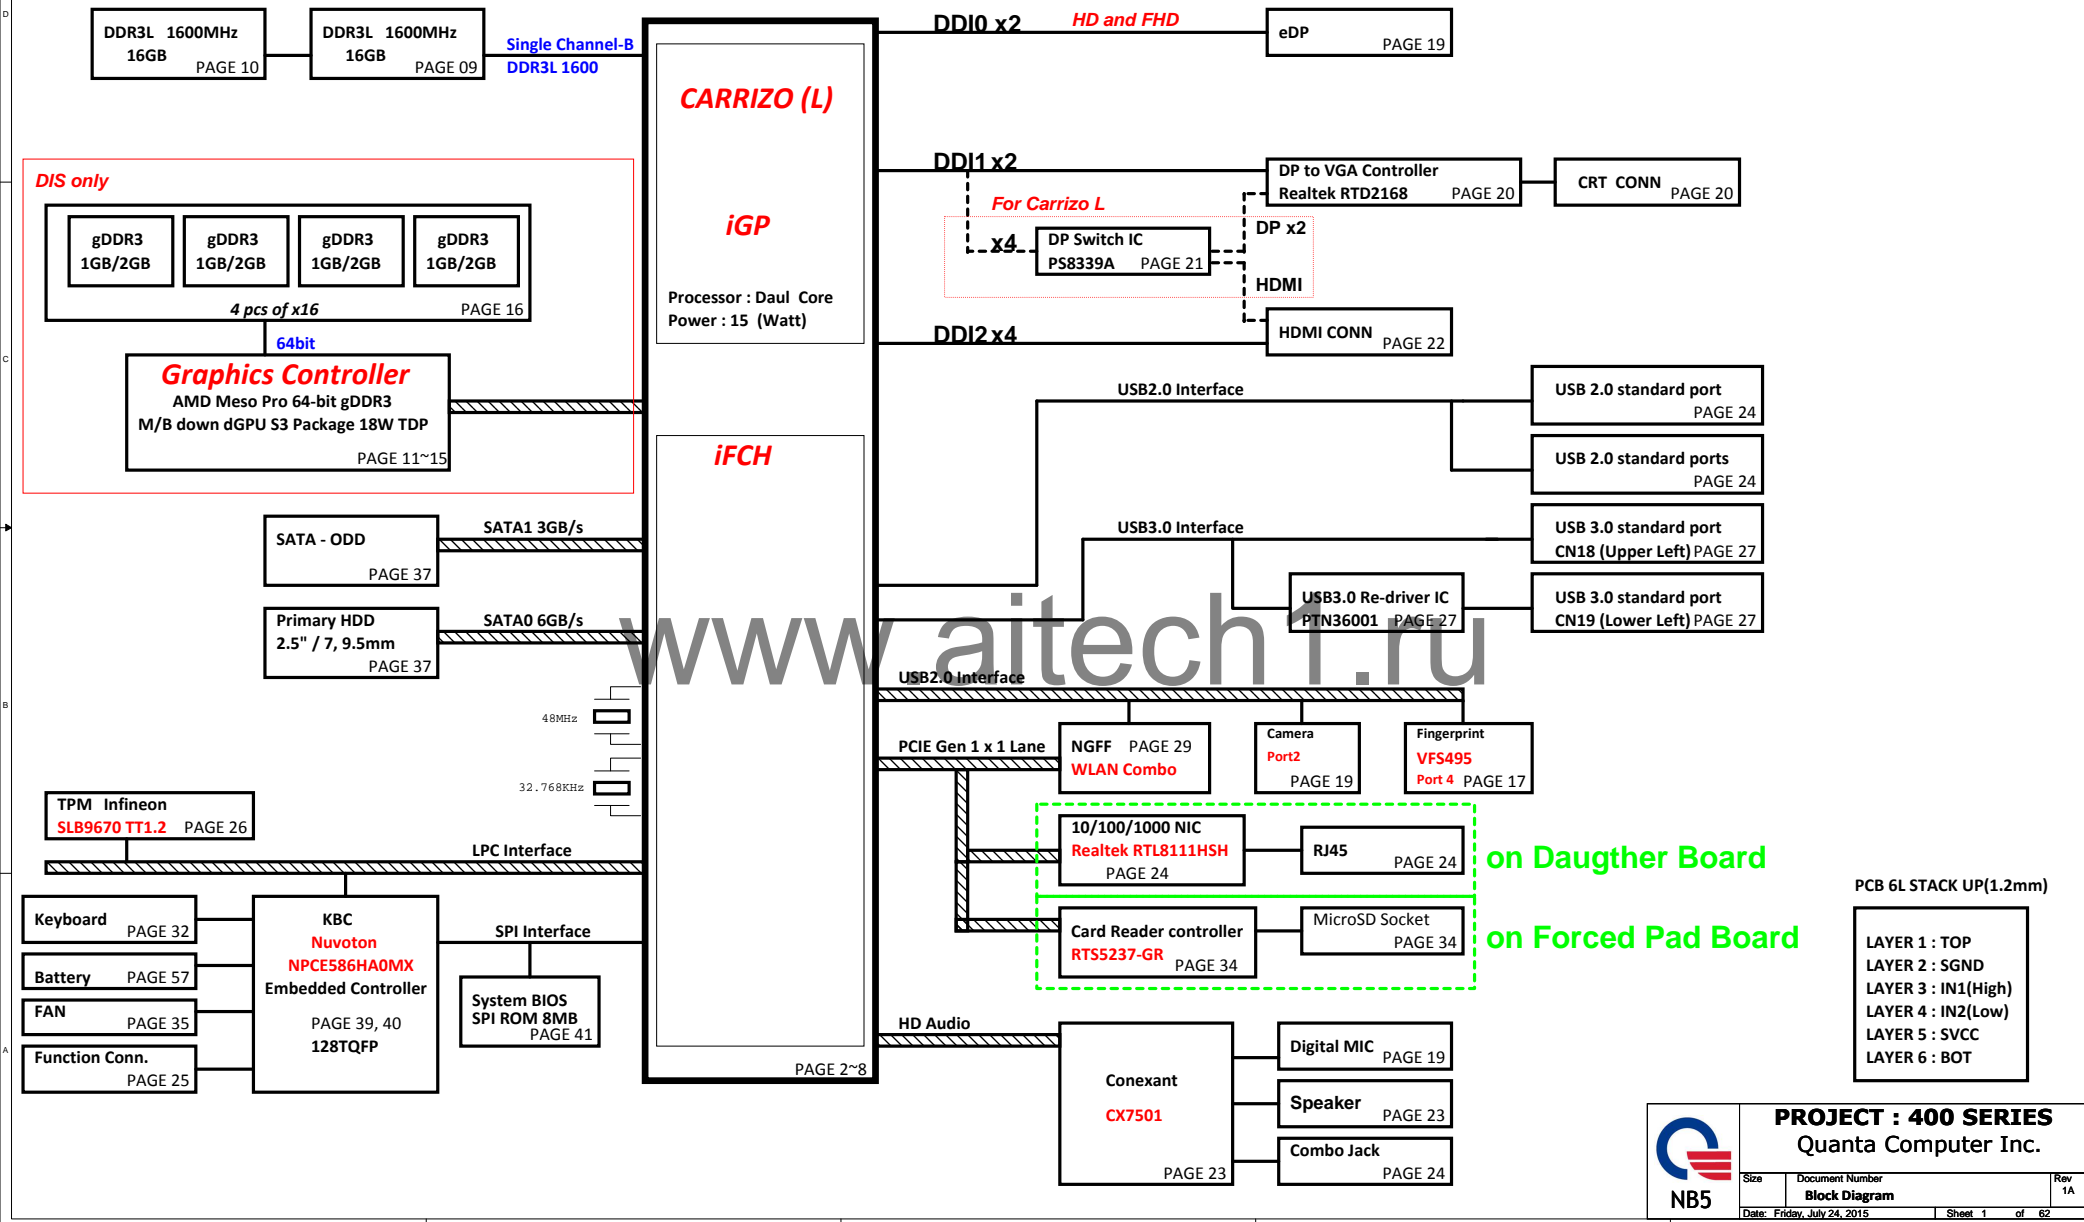 D
DDR3L 1600MHz
16GB
PAGE 10
DDR3L 1600MHz
16GB
PAGE 09
Single Channel-B
DDR3L 1600
CARRIZO (L)
iGP
Processor : Daul Core
Power : 15 (Watt)
iFCH
PAGE 2~8
DDI0 x2
HD and FHD
eDP
PAGE 19
DDI1 x2
DP to VGA Controller
Realtek RTD2168
PAGE 20
CRT CONN
PAGE 20
For Carrizo L
x4
DP Switch IC
PS8339A
PAGE 21
DP x2
HDMI
DDI2 x4
HDMI CONN
PAGE 22
DIS only
gDDR3
1GB/2GB
gDDR3
1GB/2GB
gDDR3
1GB/2GB
gDDR3
1GB/2GB
4 pcs of x16
PAGE 16
64bit
C
Graphics Controller
AMD Meso Pro 64-bit gDDR3
M/B down dGPU S3 Package 18W TDP
PAGE 11~15
USB2.0 Interface
USB 2.0 standard port
PAGE 24
USB 2.0 standard ports
PAGE 24
USB3.0 Interface
USB 3.0 standard port
CN18 (Upper Left)
PAGE 27
USB3.0 Re-driver IC
PTN36001
PAGE 27
USB 3.0 standard port
CN19 (Lower Left)
PAGE 27
SATA - ODD
PAGE 37
SATA1 3GB/s
Primary HDD
2.5" / 7, 9.5mm
PAGE 37
SATA0 6GB/s
www.aitech1.ru
B
48MHz
32.768KHz
USB2.0 Interface
PCIE Gen 1 x 1 Lane
NGFF
PAGE 29
WLAN Combo
Camera
Port2
PAGE 19
Fingerprint
VFS495
Port 4
PAGE 17
TPM Infineon
SLB9670 TT1.2
PAGE 26
LPC Interface
10/100/1000 NIC
Realtek RTL8111HSH
PAGE 24
RJ45
PAGE 24
on Daugther Board
Card Reader controller
RTS5237-GR
PAGE 34
MicroSD Socket
PAGE 34
on Forced Pad Board
Keyboard
PAGE 32
Battery
PAGE 57
FAN
PAGE 35
A
Function Conn.
PAGE 25
KBC
Nuvoton
NPCE586HA0MX
Embedded Controller
PAGE 39, 40
128TQFP
SPI Interface
System BIOS
SPI ROM 8MB
PAGE 41
HD Audio
Conexant
CX7501
PAGE 23
Digital MIC
PAGE 19
Speaker
PAGE 23
Combo Jack
PAGE 24
PCB 6L STACK UP(1.2mm)
LAYER 1 : TOP
LAYER 2 : SGND
LAYER 3 : IN1(High)
LAYER 4 : IN2(Low)
LAYER 5 : SVCC
LAYER 6 : BOT
NB5
PROJECT : 400 SERIES
Quanta Computer Inc.
Size
Document Number
Rev
Block Diagram
1A
Date: Friday, July 24, 2015
Sheet 1 of 62